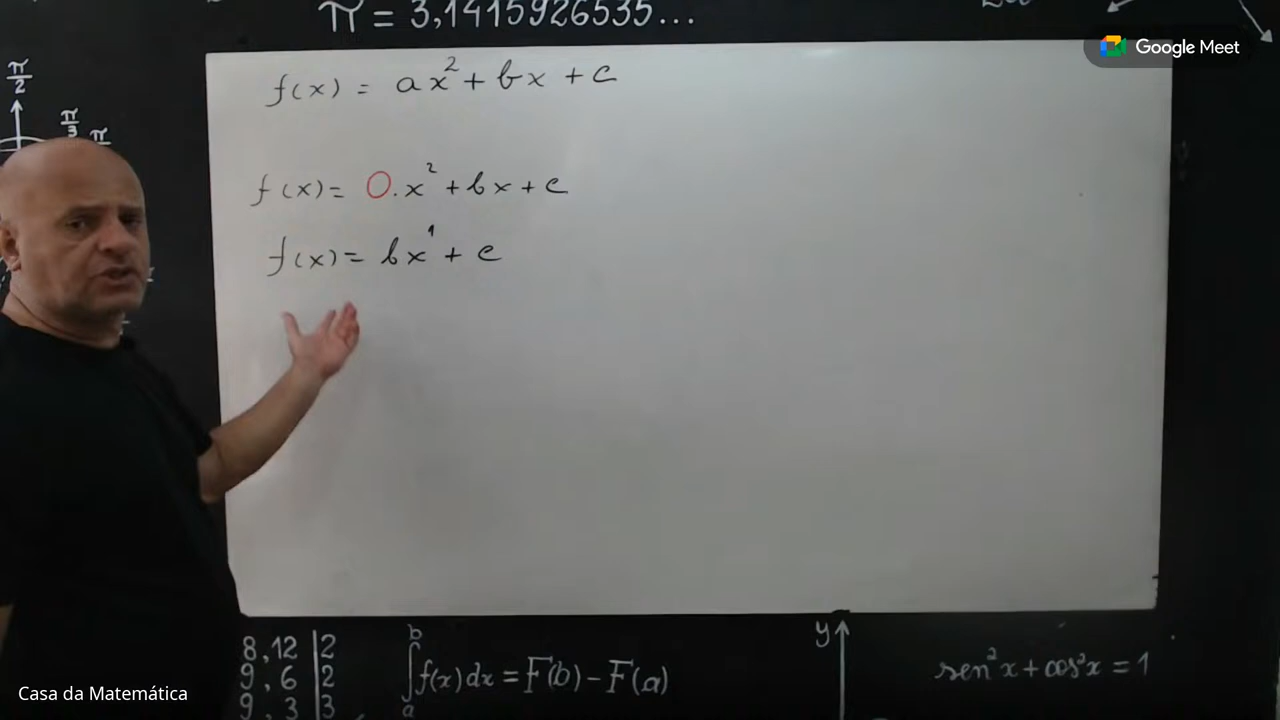 π = 3,1415926535...
Google Meet
π/2
π/3 π
f(x) = ax² + bx + c
f(x) = 0.x² + bx + c
f(x) = bx¹ + c
8,12 | 2
9, 6 | 2
9, 3 | 3
∫ₐᵇ f(x)dx = F(b) - F(a)
y
sen²x + cos²x = 1
Casa da Matemática